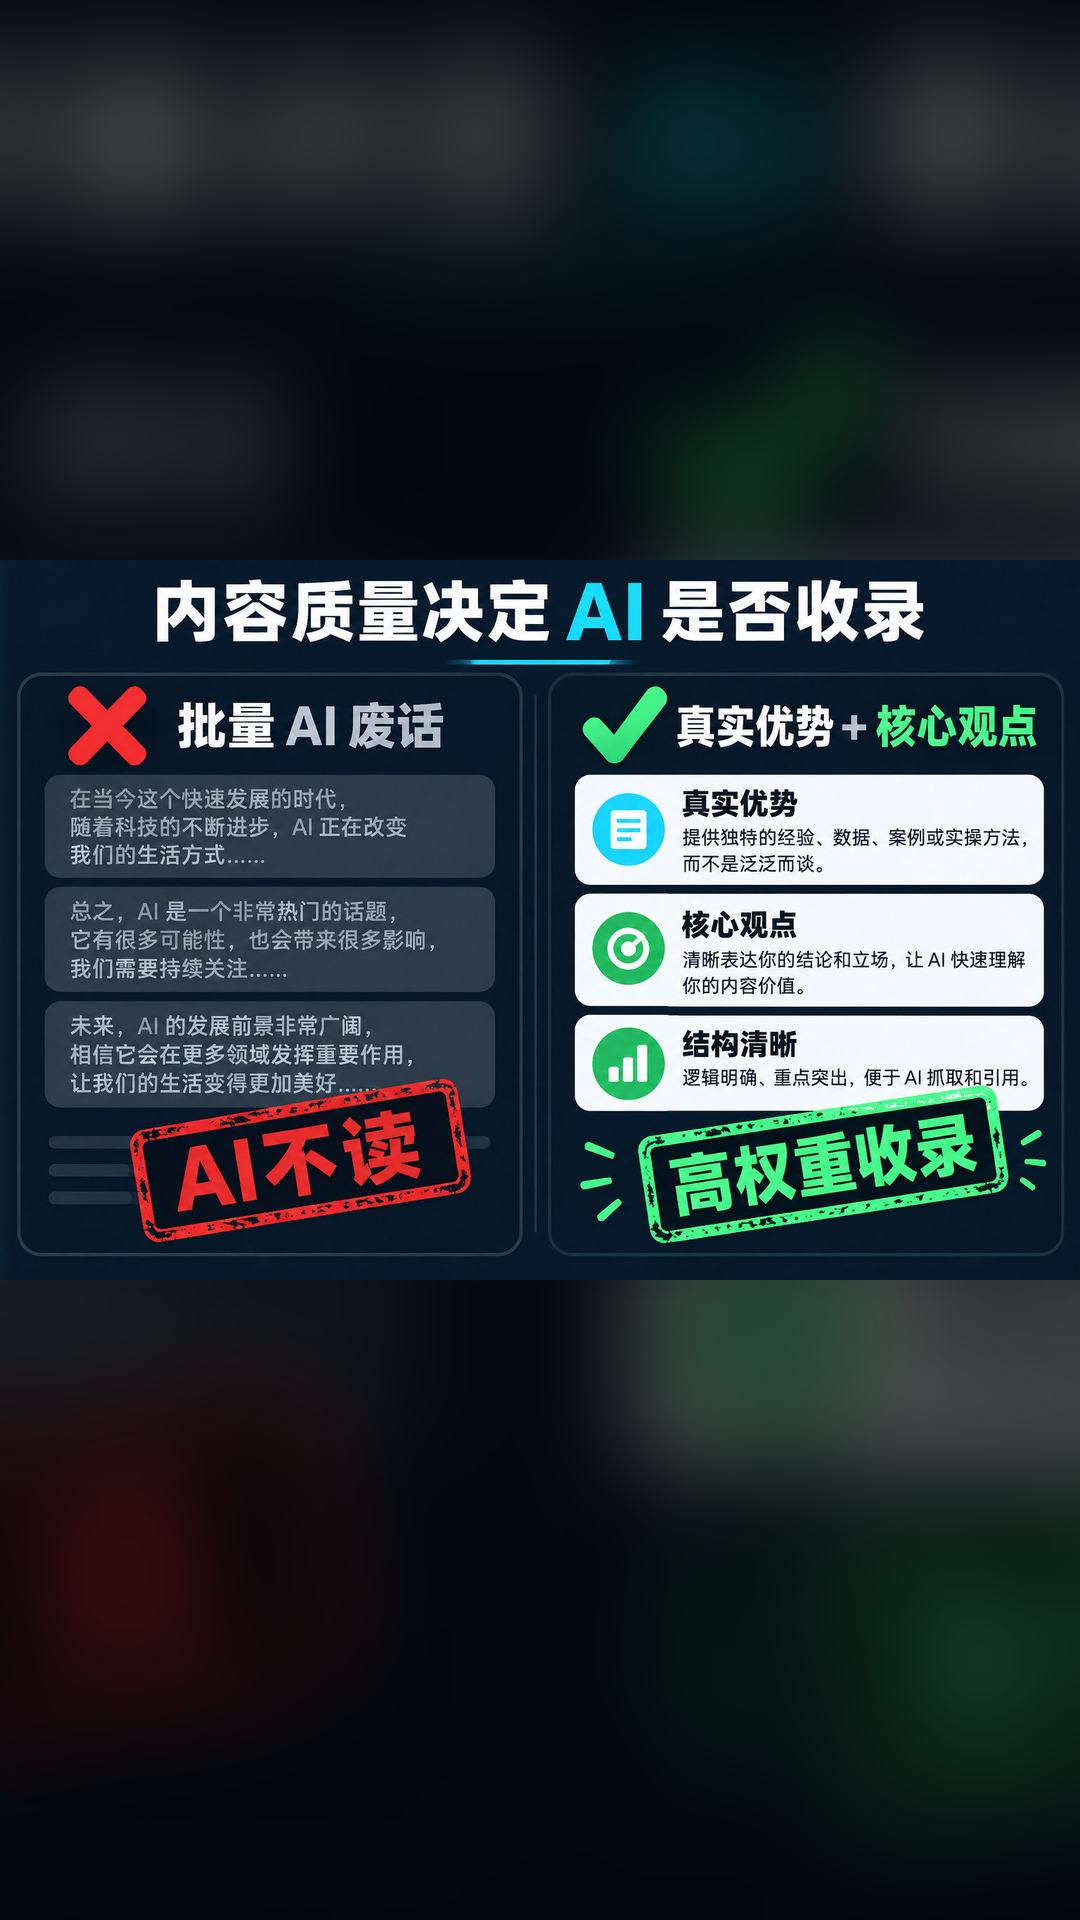 内容质量决定 AI 是否收录
批量 AI 废话
在当今这个快速发展的时代，
随着科技的不断进步，AI 正在改变
我们的生活方式……
总之，AI 是一个非常热门的话题，
它有很多可能性，也会带来很多影响，
我们需要持续关注……
未来，AI 的发展前景非常广阔，
相信它会在更多领域发挥重要作用，
让我们的生活变得更加美好……
AI不读
真实优势 + 核心观点
真实优势
提供独特的经验、数据、案例或实操方法，
而不是泛泛而谈。
核心观点
清晰表达你的结论和立场，让 AI 快速理解
你的内容价值。
结构清晰
逻辑明确、重点突出，便于 AI 抓取和引用。
高权重收录